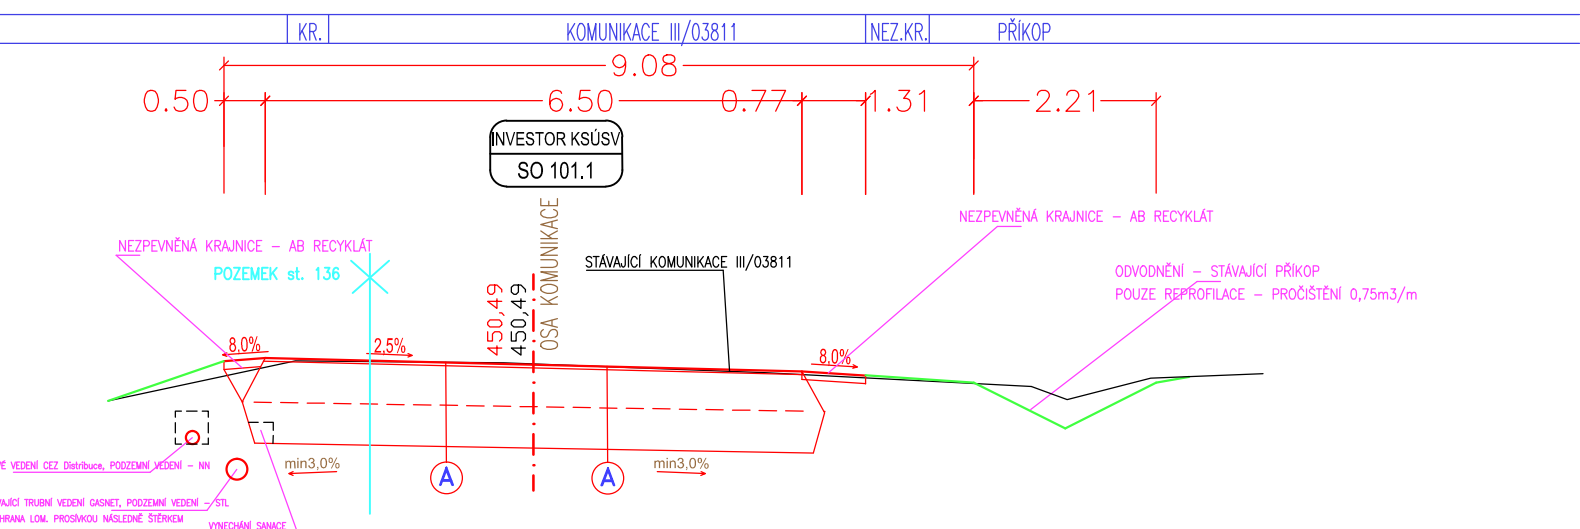 KR.
KOMUNIKACE III/03811
NEZ.KR.
PŘÍKOP
9.08
0.50
6.50
0.77
1.31
2.21
INVESTOR KSÚSV
SO 101.1
OSA KOMUNIKACE
NEZPEVNĚNÁ KRAJNICE – AB RECYKLÁT
NEZPEVNĚNÁ KRAJNICE – AB RECYKLÁT
POZEMEK st. 136
STÁVAJÍCÍ KOMUNIKACE III/03811
ODVODNĚNÍ – STÁVAJÍCÍ PŘÍKOP
POUZE REPROFILACE – PROČIŠTĚNÍ 0,75m3/m
450,49
450,49
8,0%
2,5%
8,0%
A
A
min3,0%
min3,0%
VÉ VEDENÍ CEZ Distribuce, PODZEMNÍ VEDENÍ – NN
VAJÍCÍ TRUBNÍ VEDENÍ GASNET, PODZEMNÍ VEDENÍ – STL
HRANA LOM. PROSÍVKOU NÁSLEDNĚ ŠTĚRKEM
VYNECHÁNÍ SANACE